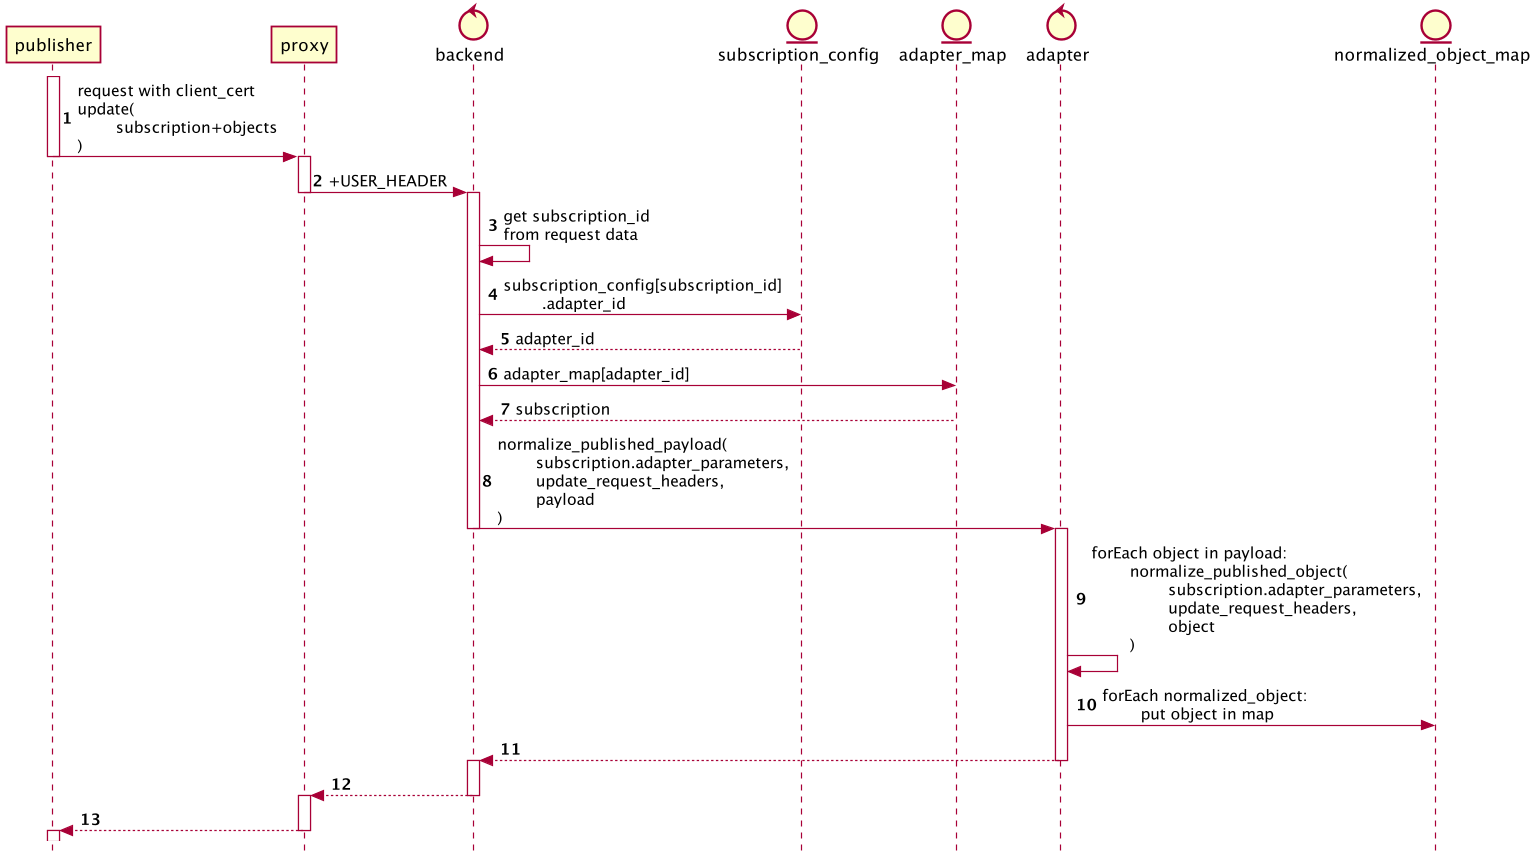 publisher
proxy
backend
subscription_config
adapter_map
adapter
normalized_object_map
1
request with client_cert
update(
subscription+objects
)
2 +USER_HEADER
3
get subscription_id
from request data
4
subscription_config[subscription_id]
.adapter_id
5 adapter_id
6 adapter_map[adapter_id]
7 subscription
8
normalize_published_payload(
subscription.adapter_parameters,
update_request_headers,
payload
)
9
forEach object in payload:
normalize_published_object(
subscription.adapter_parameters,
update_request_headers,
object
)
10
forEach normalized_object:
put object in map
11
12
13